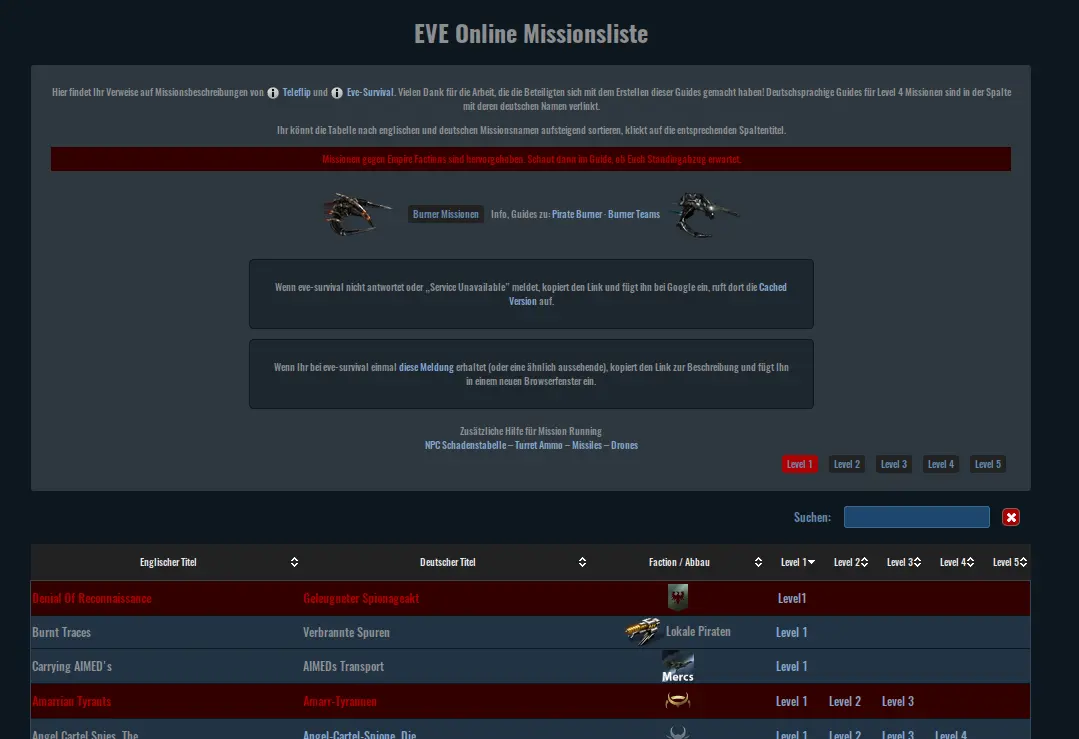 EVE Online Missionsliste
Hier findet Ihr Verweise auf Missionsbeschreibungen von Teleflip und Eve-Survival. Vielen Dank für die Arbeit, die die Beteiligten sich mit dem Erstellen dieser Guides gemacht haben! Deutschsprachige Guides für Level 4 Missionen sind in der Spalte
mit deren deutschen Namen verlinkt.
Ihr könnt die Tabelle nach englischen und deutschen Missionsnamen aufsteigend sortieren, klickt auf die entsprechenden Spaltentitel.
Missionen gegen Empire Factions sind hervorgehoben. Schaut dann im Guide, ob Euch Standingabzug erwartet.
Burner Missionen Info, Guides zu: Pirate Burner · Burner Teams
Wenn eve-survival nicht antwortet oder „Service Unavailable" meldet, kopiert den Link und fügt ihn bei Google ein, ruft dort die Cached
Version auf.
Wenn Ihr bei eve-survival einmal diese Meldung erhaltet (oder eine ähnlich aussehende), kopiert den Link zur Beschreibung und fügt Ihn
in einem neuen Browserfenster ein.
Zusätzliche Hilfe für Mission Running
NPC Schadenstabelle – Turret Ammo – Missiles – Drones
Level 1 Level 2 Level 3 Level 4 Level 5
Suchen:
Englischer Titel Deutscher Titel Faction / Abbau Level 1 Level 2 Level 3 Level 4 Level 5
Denial Of Reconnaissance Geleugneter Spionageakt Level1
Burnt Traces Verbrannte Spuren Lokale Piraten Level 1
Carrying AIMED's AIMEDs Transport Mercs Level 1
Amarrian Tyrants Amarr-Tyrannen Level 1 Level 2 Level 3
Angel Cartel Spies, The Angel-Cartel-Spione, Die Level 1 Level 2 Level 3 Level 4